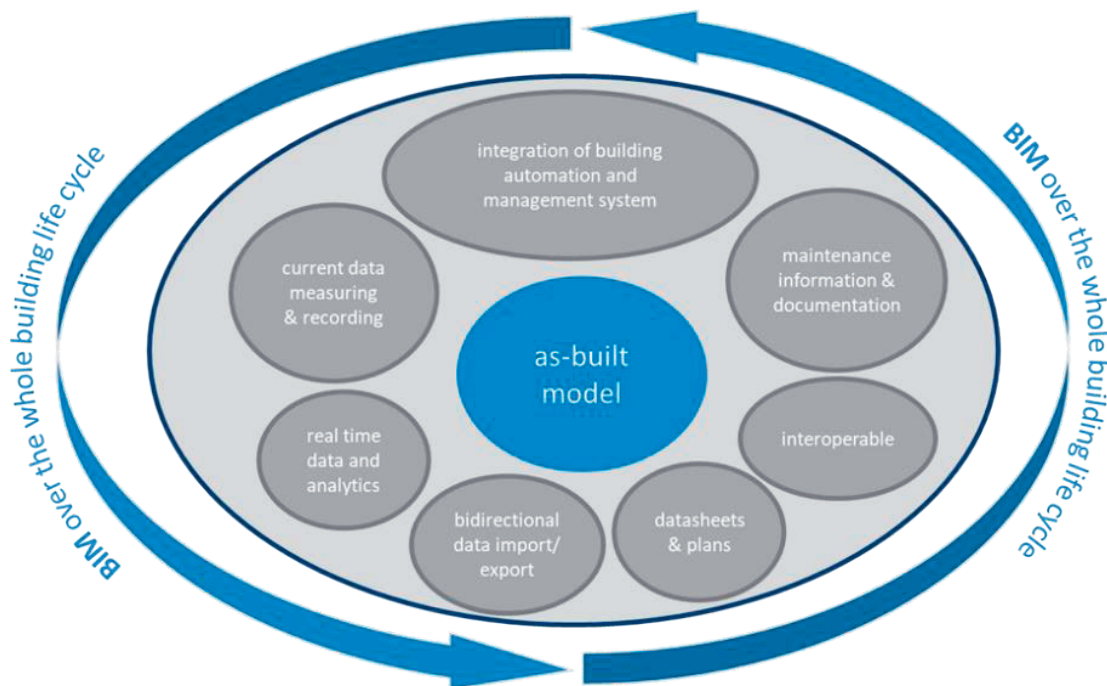 BIM over the whole building life cycle
BIM over the whole building life cycle
integration of building
automation and
management system
current data
measuring
& recording
maintenance
information &
documentation
as-built
model
real time
data and
analytics
interoperable
bidirectional
data import/
export
datasheets
& plans